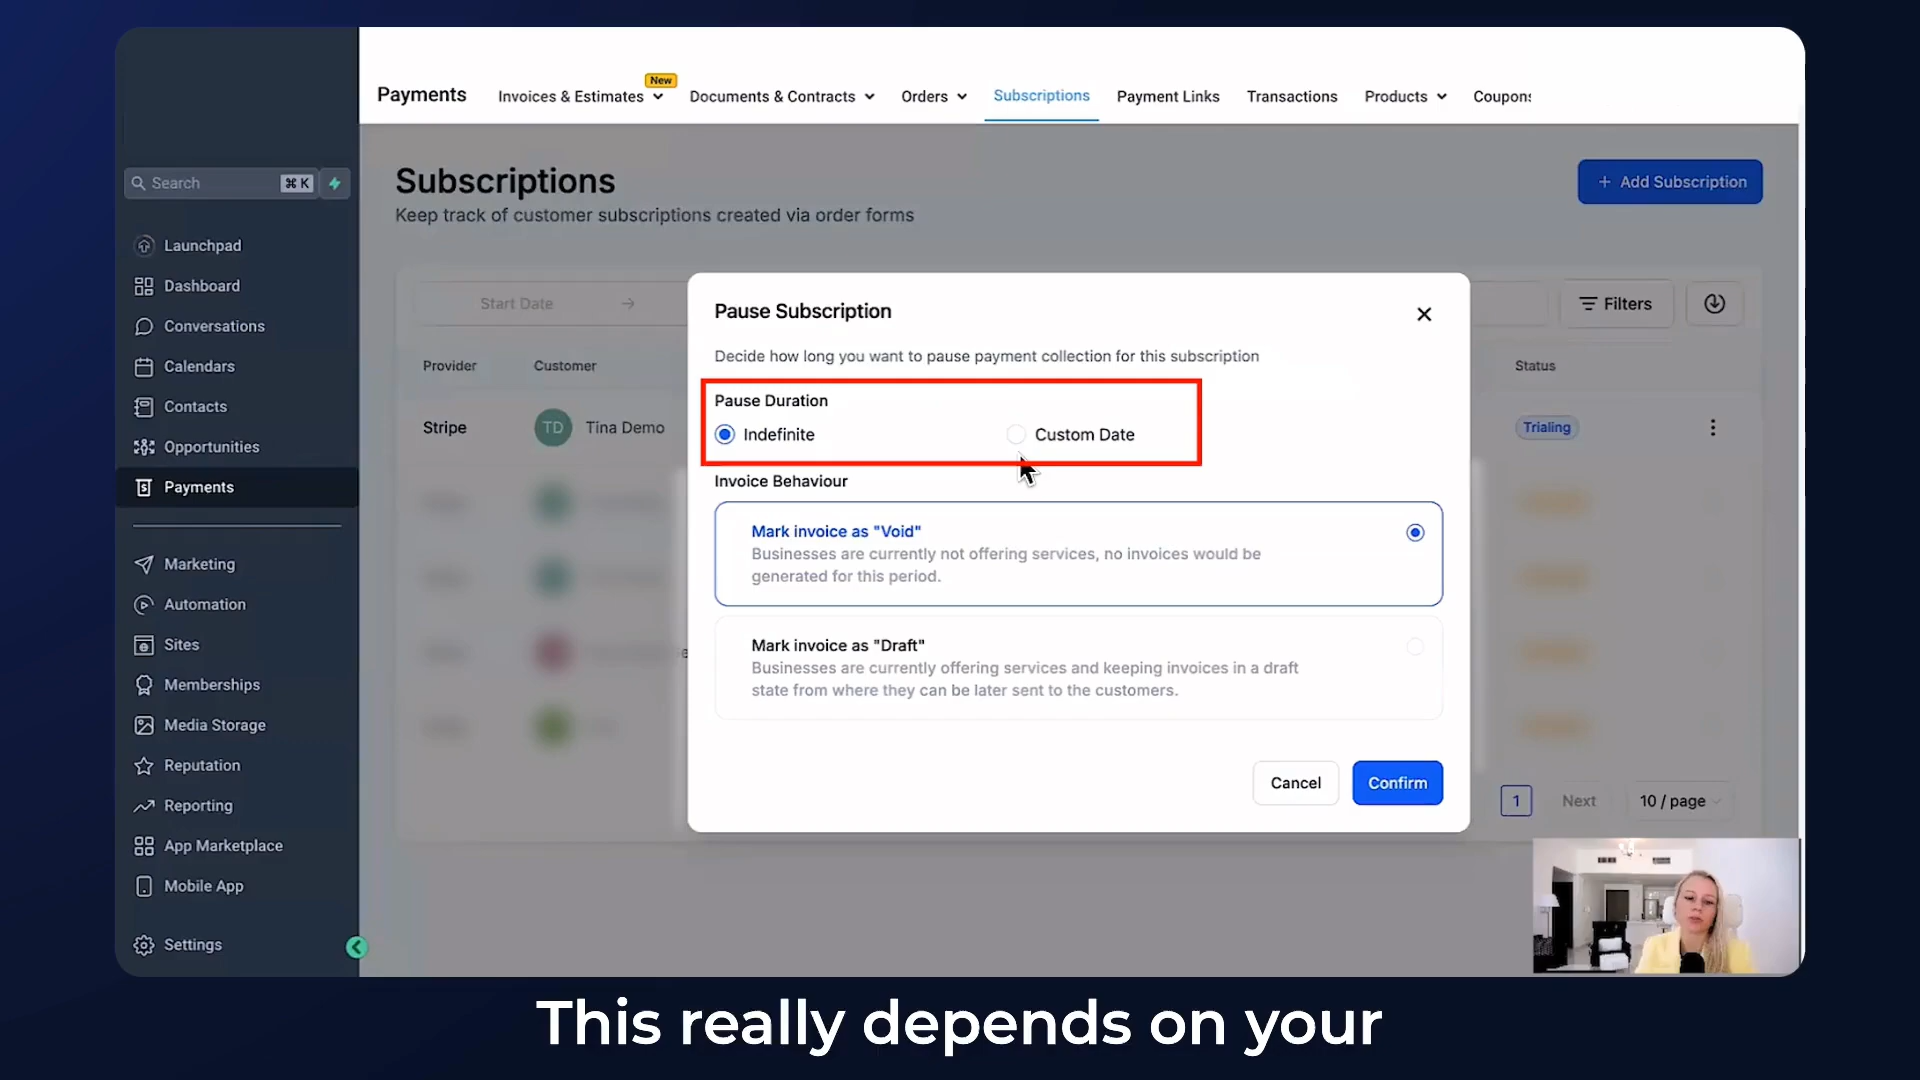 New
Payments
Invoices & Estimates
Documents & Contracts
Orders
Subscriptions
Payment Links
Transactions
Products
Coupons
Search
⌘ K
Launchpad
Dashboard
Conversations
Calendars
Contacts
Opportunities
Payments
Marketing
Automation
Sites
Memberships
Media Storage
Reputation
Reporting
App Marketplace
Mobile App
Settings
Subscriptions
Keep track of customer subscriptions created via order forms
+ Add Subscription
Start Date
Filters
Provider
Customer
Status
Stripe
TD
Tina Demo
Trialing
Pause Subscription
Decide how long you want to pause payment collection for this subscription
Pause Duration
Indefinite
Custom Date
Invoice Behaviour
Mark invoice as "Void"
Businesses are currently not offering services, no invoices would be
generated for this period.
Mark invoice as "Draft"
Businesses are currently offering services and keeping invoices in a draft
state from where they can be later sent to the customers.
Cancel
Confirm
1
Next
10 / page
This really depends on your